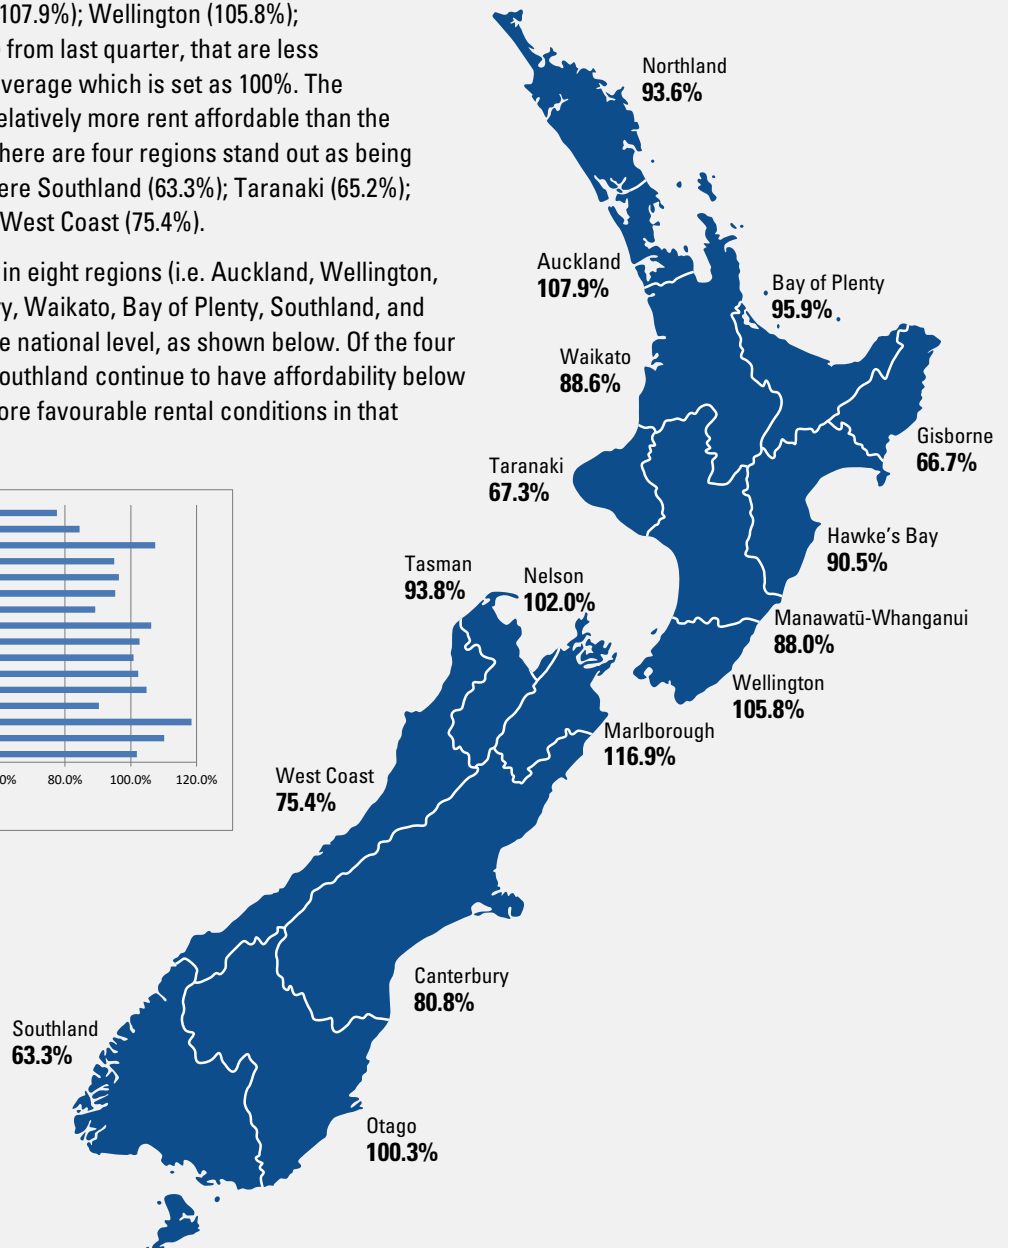 107.9%); Wellington (105.8%);
from last quarter, that are less
verage which is set as 100%. The
elatively more rent affordable than the
here are four regions stand out as being
ere Southland (63.3%); Taranaki (65.2%);
West Coast (75.4%).
in eight regions (i.e. Auckland, Wellington,
ry, Waikato, Bay of Plenty, Southland, and
e national level, as shown below. Of the four
outhland continue to have affordability below
ore favourable rental conditions in that
Northland
93.6%
Auckland
107.9%
Bay of Plenty
95.9%
Waikato
88.6%
Gisborne
66.7%
Taranaki
67.3%
Hawke's Bay
90.5%
Tasman
93.8%
Nelson
102.0%
Manawatū-Whanganui
88.0%
Wellington
105.8%
Marlborough
116.9%
West Coast
75.4%
0% 80.0% 100.0% 120.0%
Canterbury
80.8%
Southland
63.3%
Otago
100.3%